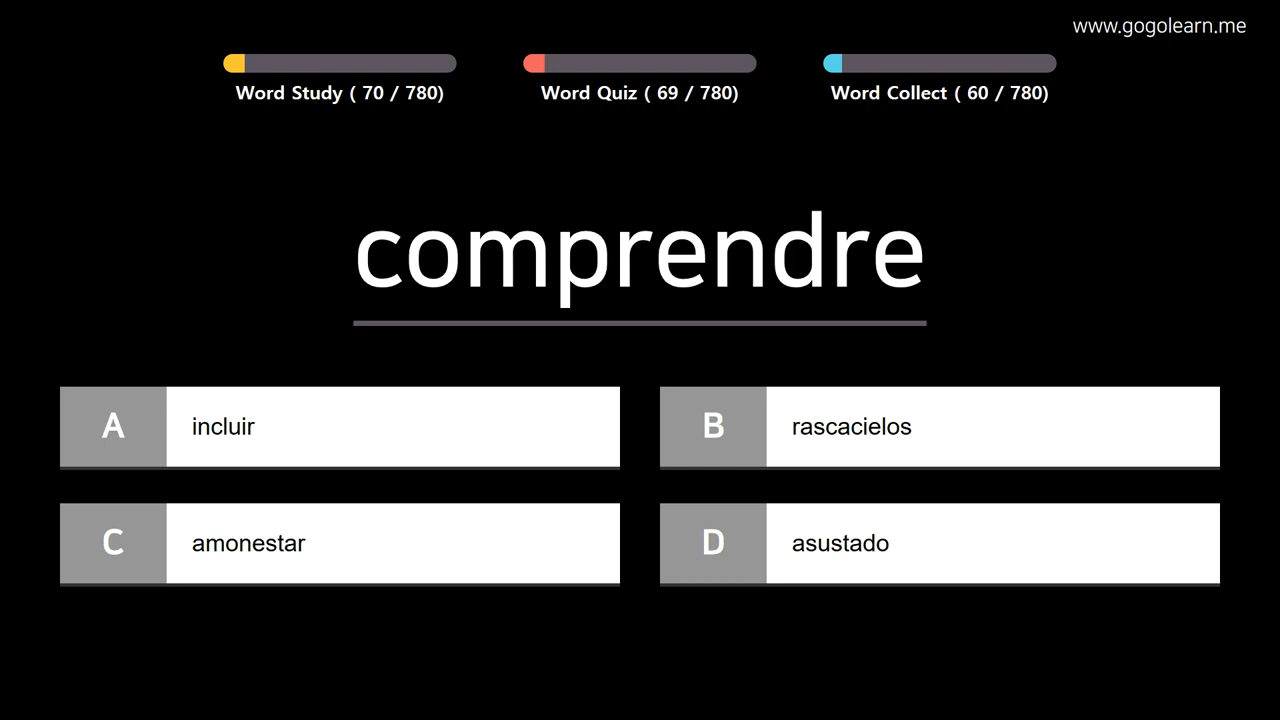 www.gogolearn.me
Word Study ( 70 / 780)
Word Quiz ( 69 / 780)
Word Collect ( 60 / 780)
comprendre
A incluir
B rascacielos
C amonestar
D asustado